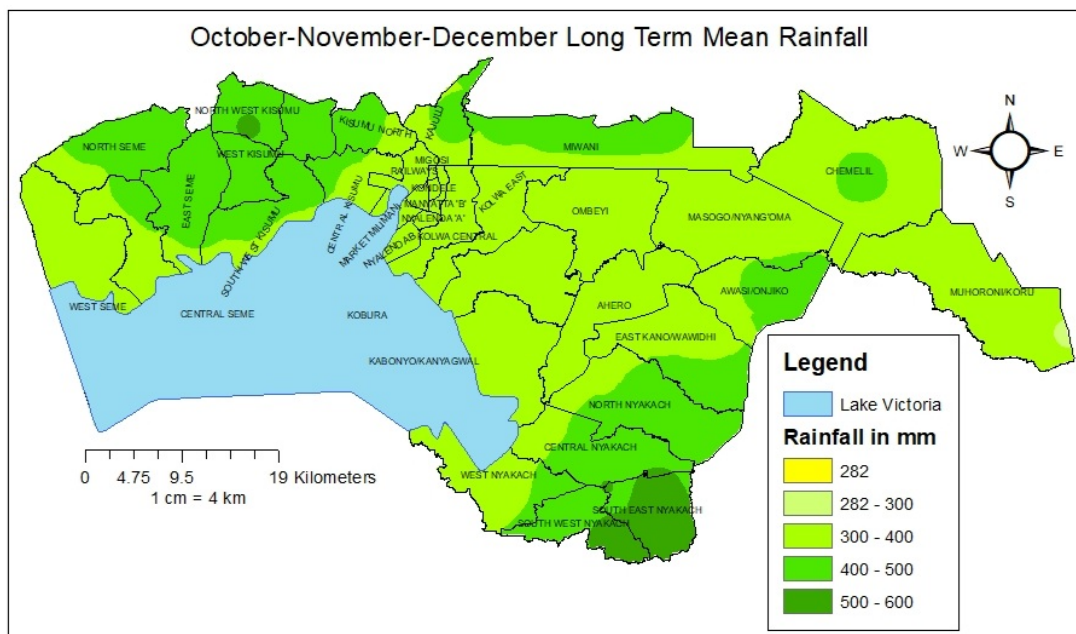 October-November-December Long Term Mean Rainfall
N
W E
S
NORTH WEST KISUMU
KISUMU NORTH
KAJULU
NORTH SEME
WEST KISUMU
MIWANI
MIGOSI
RAILWAYS
CHEMELIL
KONDELE
MANYATTA 'B'
NYALENDA 'A'
KOLWA EAST
OMBEYI
EAST SEME
SOUTH WEST KISUMU
CENTRAL KISUMU
MARKET MILIMANI
NYALENDA B
KOLWA CENTRAL
MASOGO/NYANG'OMA
WEST SEME
CENTRAL SEME
KOBURA
AHERO
AWASI/ONJIKO
MUHORONI/KORU
EAST KANO/WAWIDHI
KABONYO/KANYAGWAL
NORTH NYAKACH
CENTRAL NYAKACH
WEST NYAKACH
SOUTH EAST NYAKACH
SOUTH WEST NYAKACH
0 4.75 9.5 19 Kilometers
1 cm = 4 km
Legend
Lake Victoria
Rainfall in mm
282
282 - 300
300 - 400
400 - 500
500 - 600